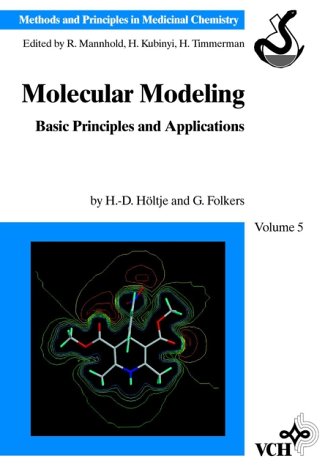 Methods and Principles in Medicinal Chemistry
Edited by R. Mannhold, H. Kubinyi, H. Timmerman
Molecular Modeling
Basic Principles and Applications
by H.-D. Höltje and G. Folkers
Volume 5
VCH